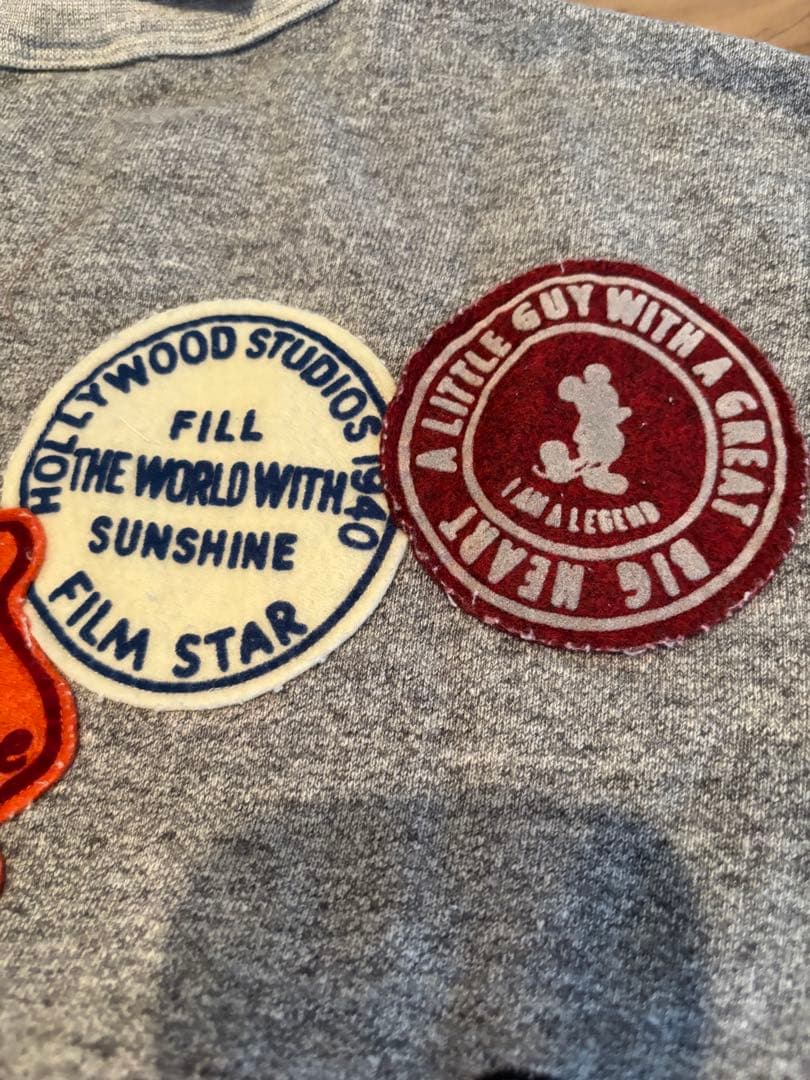 HOLLYWOOD STUDIOS 1940
FILL
THE WORLD WITH
SUNSHINE
FILM STAR
A LITTLE GUY WITH A GREAT BIG HEART
I AM A LEGEND
e